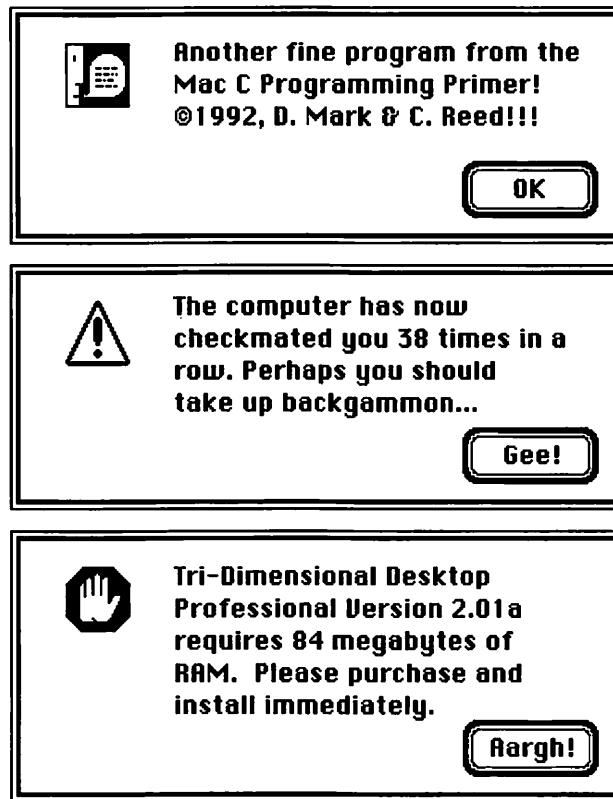 Another fine program from the
Mac C Programming Primer!
©1992, D. Mark & C. Reed!!!
OK
The computer has now
checkmated you 38 times in a
row. Perhaps you should
take up backgammon...
Gee!
Tri-Dimensional Desktop
Professional Version 2.01a
requires 84 megabytes of
RAM.  Please purchase and
install immediately.
Aargh!